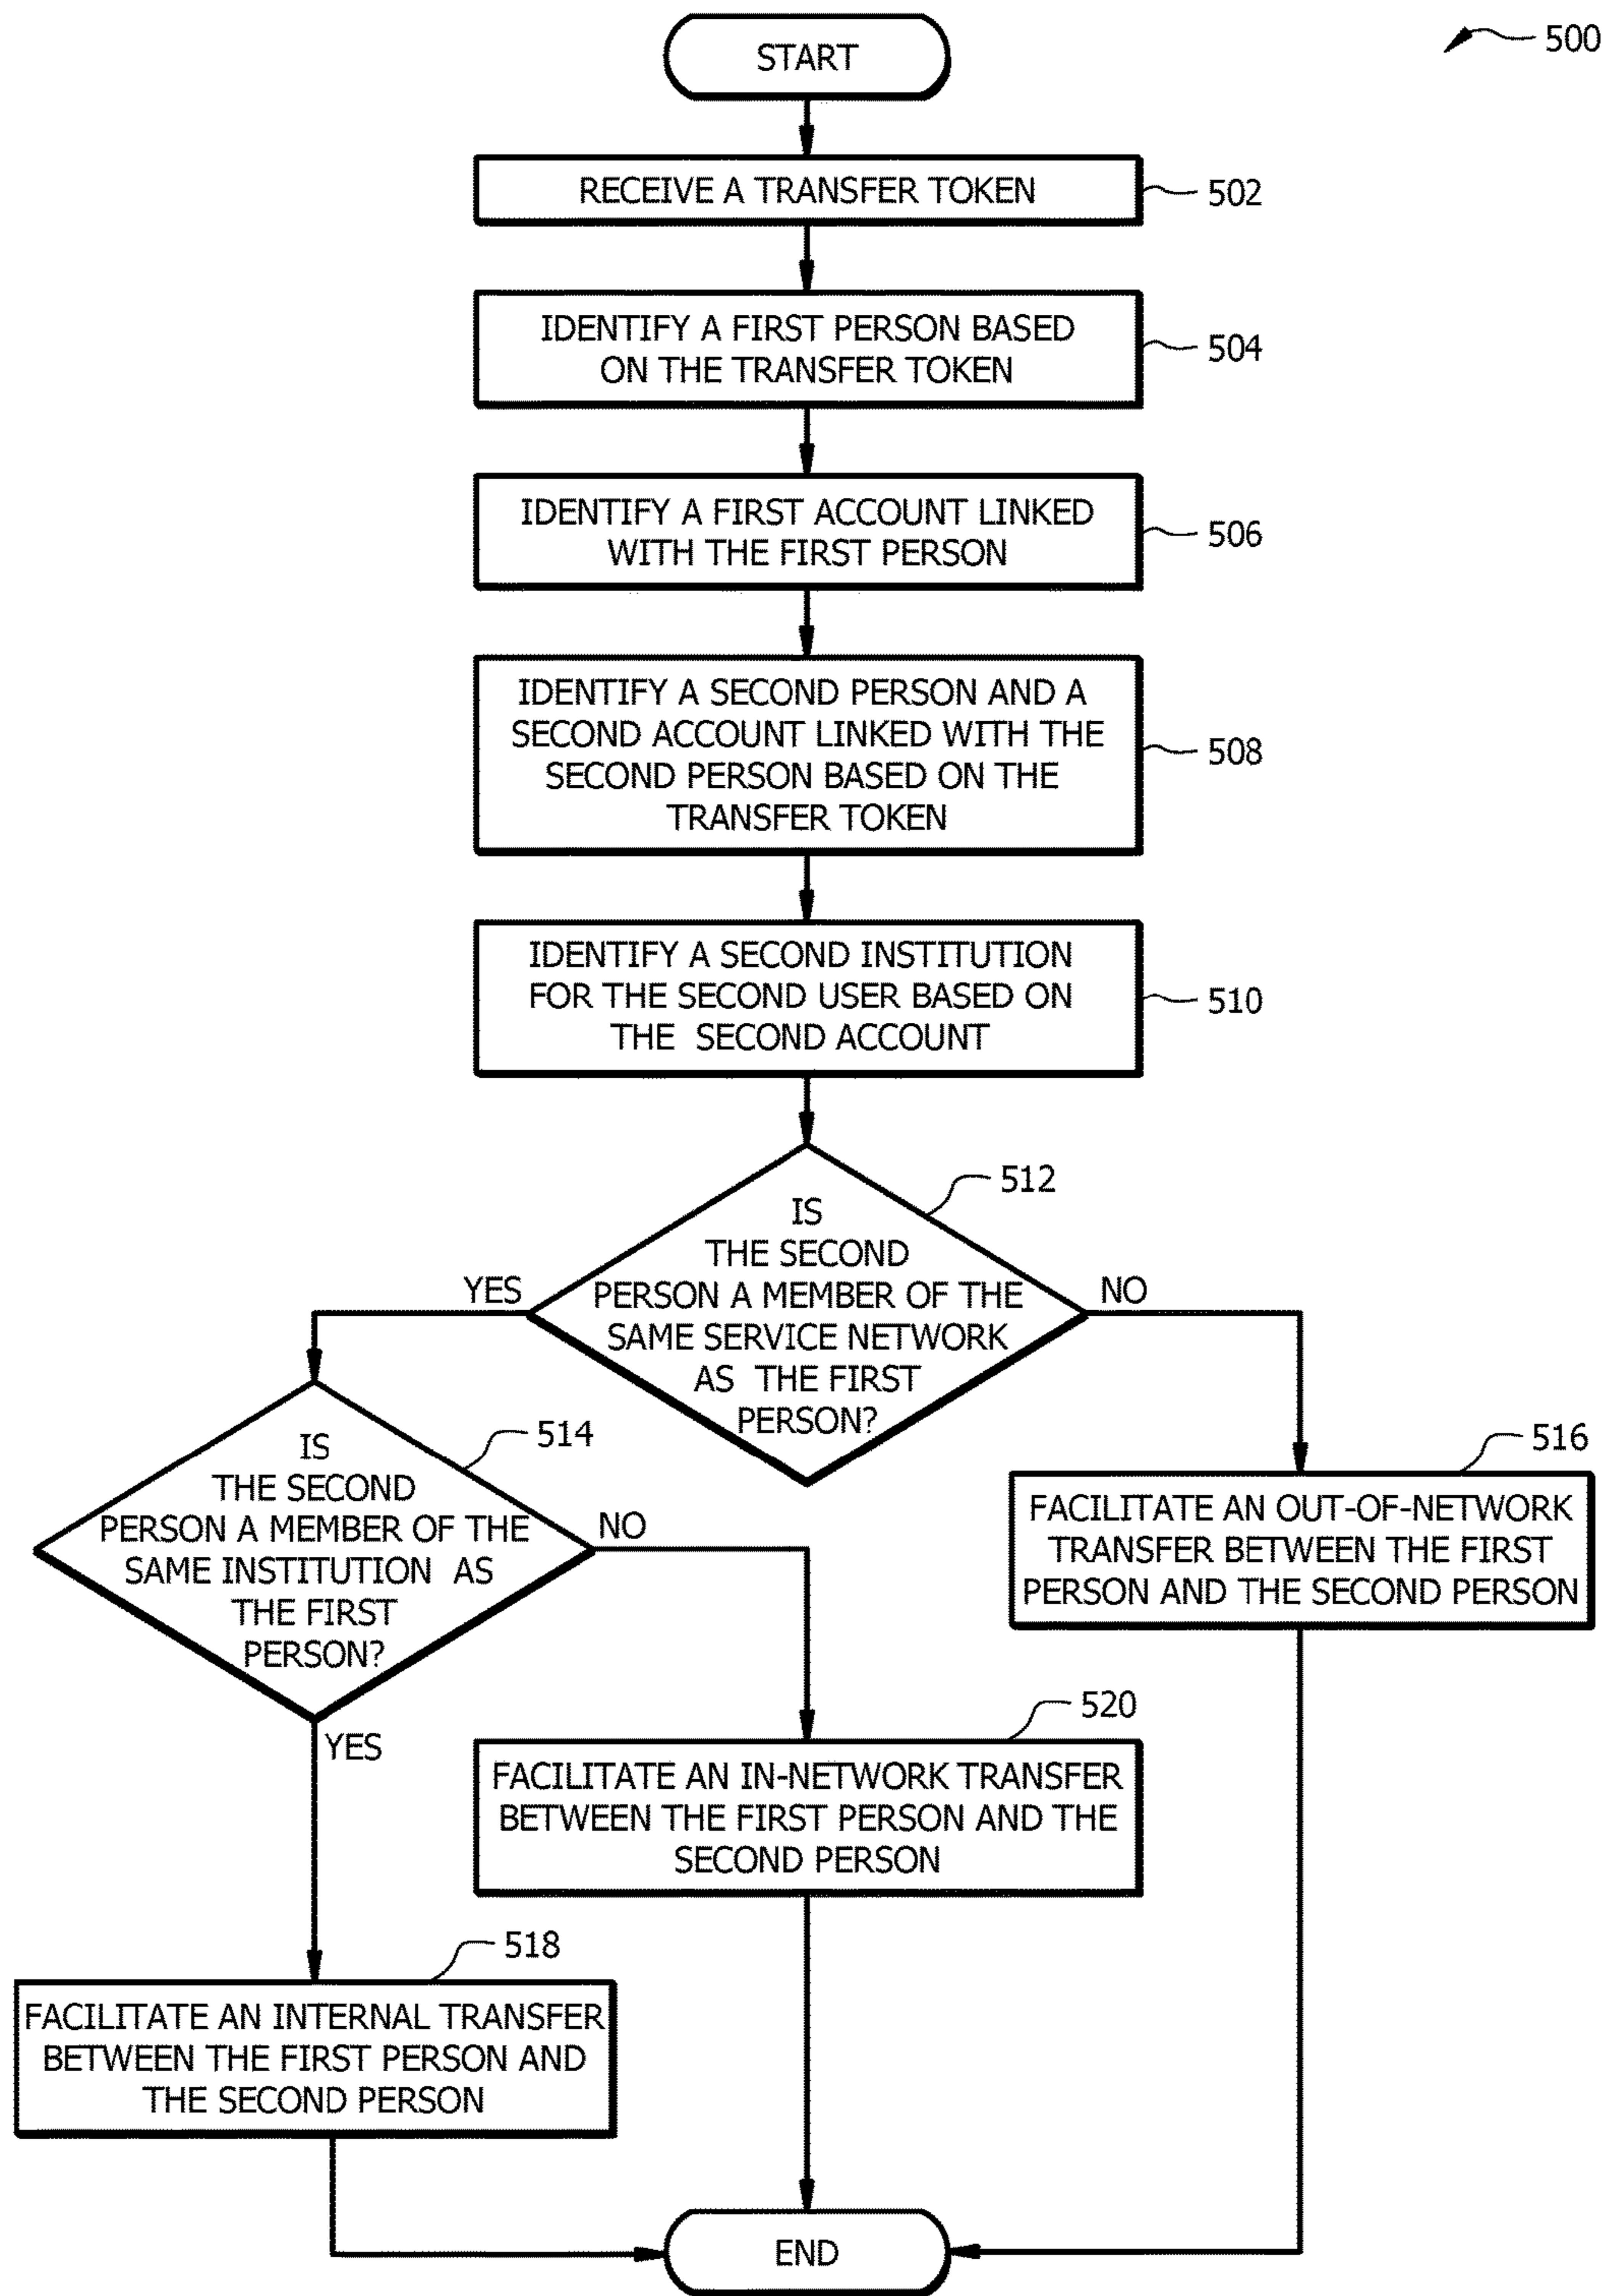 500
START
RECEIVE A TRANSFER TOKEN
502
IDENTIFY A FIRST PERSON BASED
ON THE TRANSFER TOKEN
504
IDENTIFY A FIRST ACCOUNT LINKED
WITH THE FIRST PERSON
506
IDENTIFY A SECOND PERSON AND A
SECOND ACCOUNT LINKED WITH THE
SECOND PERSON BASED ON THE
TRANSFER TOKEN
508
IDENTIFY A SECOND INSTITUTION
FOR THE SECOND USER BASED ON
THE SECOND ACCOUNT
510
512
IS
THE SECOND
PERSON A MEMBER OF THE
SAME SERVICE NETWORK
AS THE FIRST
PERSON?
YES
NO
514
IS
THE SECOND
PERSON A MEMBER OF THE
SAME INSTITUTION AS
THE FIRST
PERSON?
NO
YES
516
FACILITATE AN OUT-OF-NETWORK
TRANSFER BETWEEN THE FIRST
PERSON AND THE SECOND PERSON
520
FACILITATE AN IN-NETWORK TRANSFER
BETWEEN THE FIRST PERSON AND THE
SECOND PERSON
518
FACILITATE AN INTERNAL TRANSFER
BETWEEN THE FIRST PERSON AND
THE SECOND PERSON
END